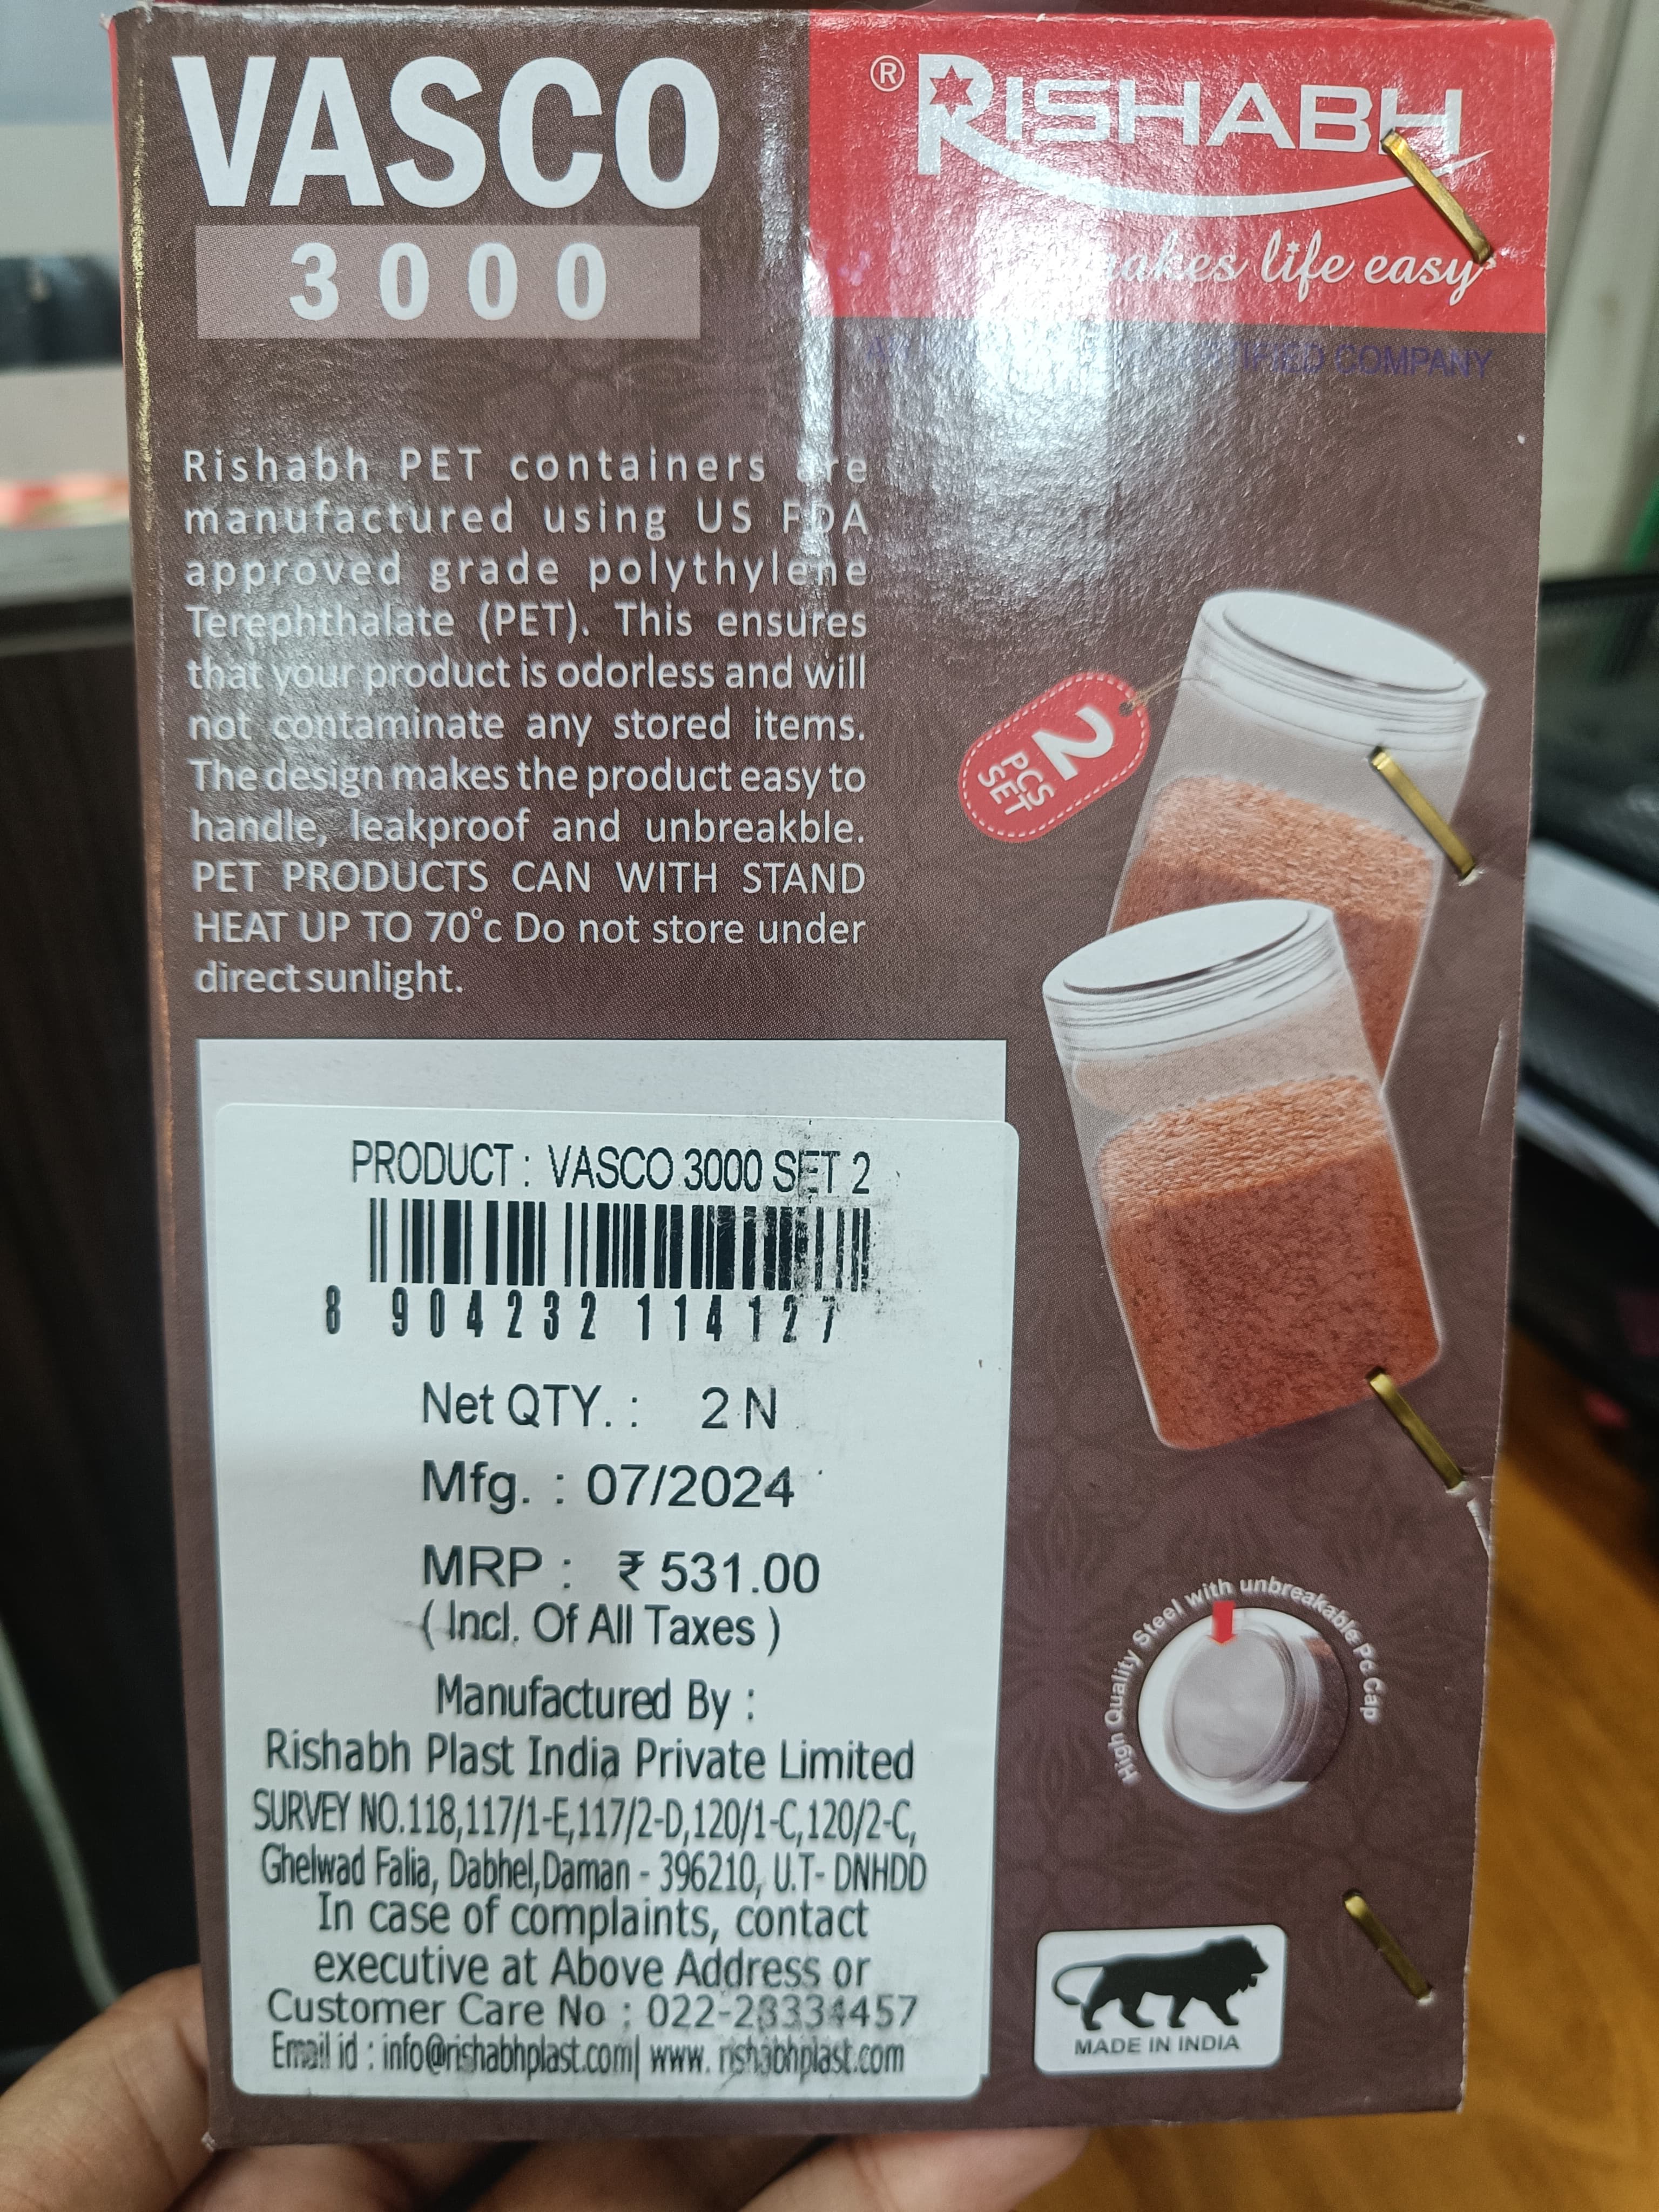 VASCO
3000
® RISHABH
makes life easy
CERTIFIED COMPANY
Rishabh PET containers are
manufactured using US FDA
approved grade polythylene
Terephthalate (PET). This ensures
that your product is odorless and will
not contaminate any stored items.
The design makes the product easy to
handle, leakproof and unbreakble.
PET PRODUCTS CAN WITH STAND
HEAT UP TO 70°c Do not store under
direct sunlight.
2
PCS
SET
PRODUCT : VASCO 3000 SET 2
8 904232 114127
Net QTY. : 2 N
Mfg. : 07/2024
MRP : ₹ 531.00
( Incl. Of All Taxes )
Manufactured By :
Rishabh Plast India Private Limited
SURVEY NO.118,117/1-E,117/2-D,120/1-C,120/2-C,
Ghelwad Falia, Dabhel,Daman - 396210, U.T- DNHDD
In case of complaints, contact
executive at Above Address or
Customer Care No : 022-28334457
Email id : info@rishabhplast.com| www. rishabhplast.com
High Quality Steel with unbreakable Pc Cap
MADE IN INDIA